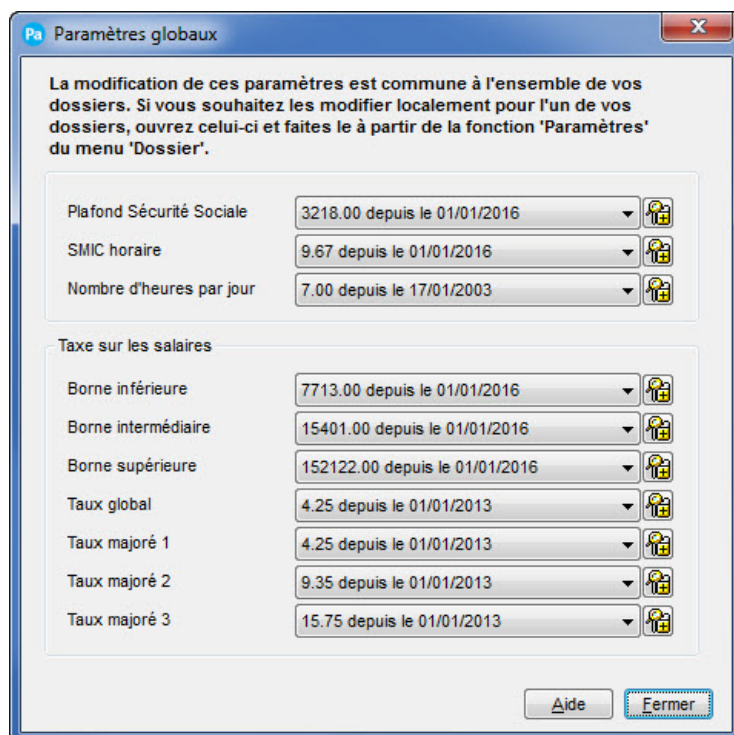 Pa Paramètres globaux
La modification de ces paramètres est commune à l'ensemble de vos
dossiers. Si vous souhaitez les modifier localement pour l'un de vos
dossiers, ouvrez celui-ci et faites le à partir de la fonction 'Paramètres'
du menu 'Dossier'.
Plafond Sécurité Sociale 3218.00 depuis le 01/01/2016
SMIC horaire 9.67 depuis le 01/01/2016
Nombre d'heures par jour 7.00 depuis le 17/01/2003
Taxe sur les salaires
Borne inférieure 7713.00 depuis le 01/01/2016
Borne intermédiaire 15401.00 depuis le 01/01/2016
Borne supérieure 152122.00 depuis le 01/01/2016
Taux global 4.25 depuis le 01/01/2013
Taux majoré 1 4.25 depuis le 01/01/2013
Taux majoré 2 9.35 depuis le 01/01/2013
Taux majoré 3 15.75 depuis le 01/01/2013
Aide Fermer